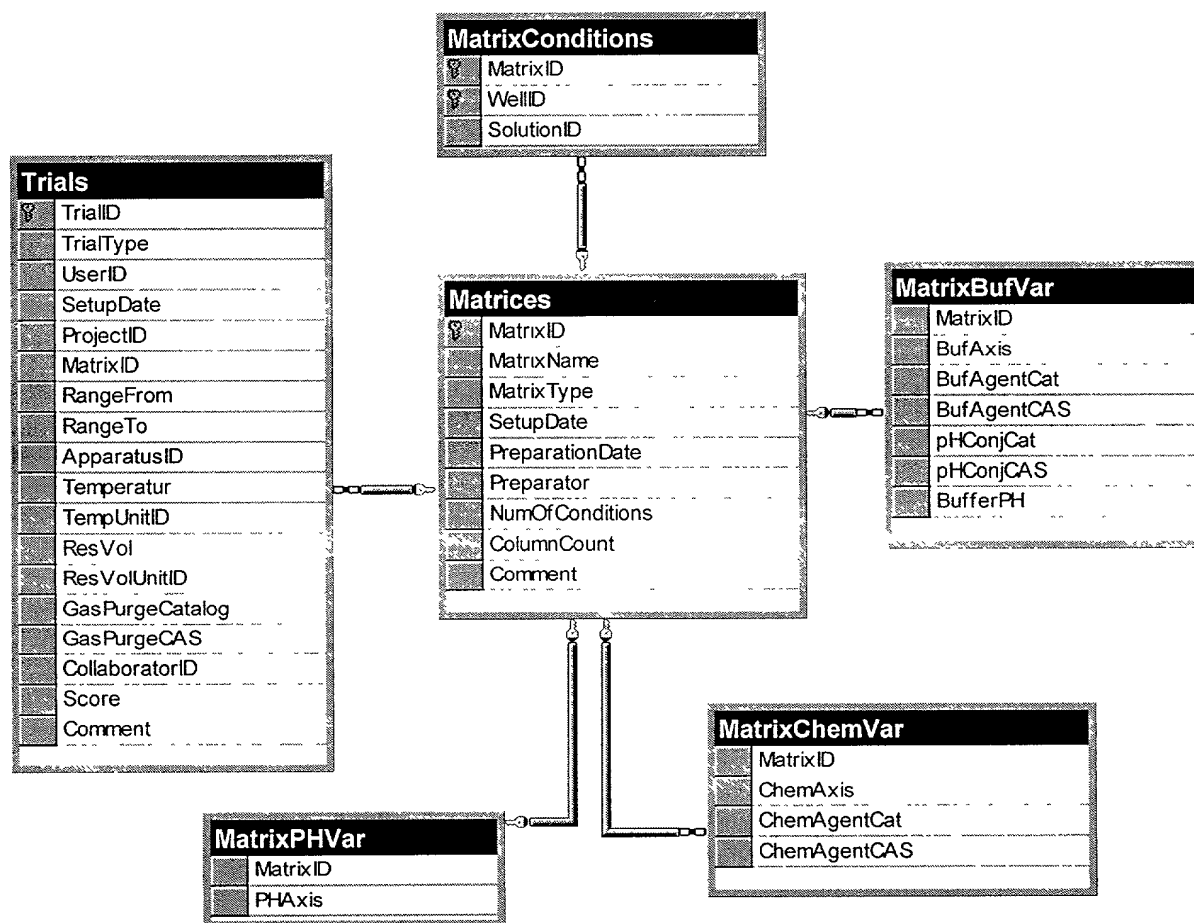 MatrixConditions
MatrixID
WellID
SolutionID
Trials
TrialID
TrialType
UserID
SetupDate
ProjectID
MatrixID
RangeFrom
RangeTo
ApparatusID
Temperatur
TempUnitID
ResVol
ResVolUnitID
GasPurgeCatalog
GasPurgeCAS
CollaboratorID
Score
Comment
Matrices
MatrixID
MatrixName
MatrixType
SetupDate
PreparationDate
Preparator
NumOfConditions
ColumnCount
Comment
MatrixBufVar
MatrixID
BufAxis
BufAgentCat
BufAgentCAS
pHConjCat
pHConjCAS
BufferPH
MatrixPHVar
MatrixID
PHAxis
MatrixChemVar
MatrixID
ChemAxis
ChemAgentCat
ChemAgentCAS